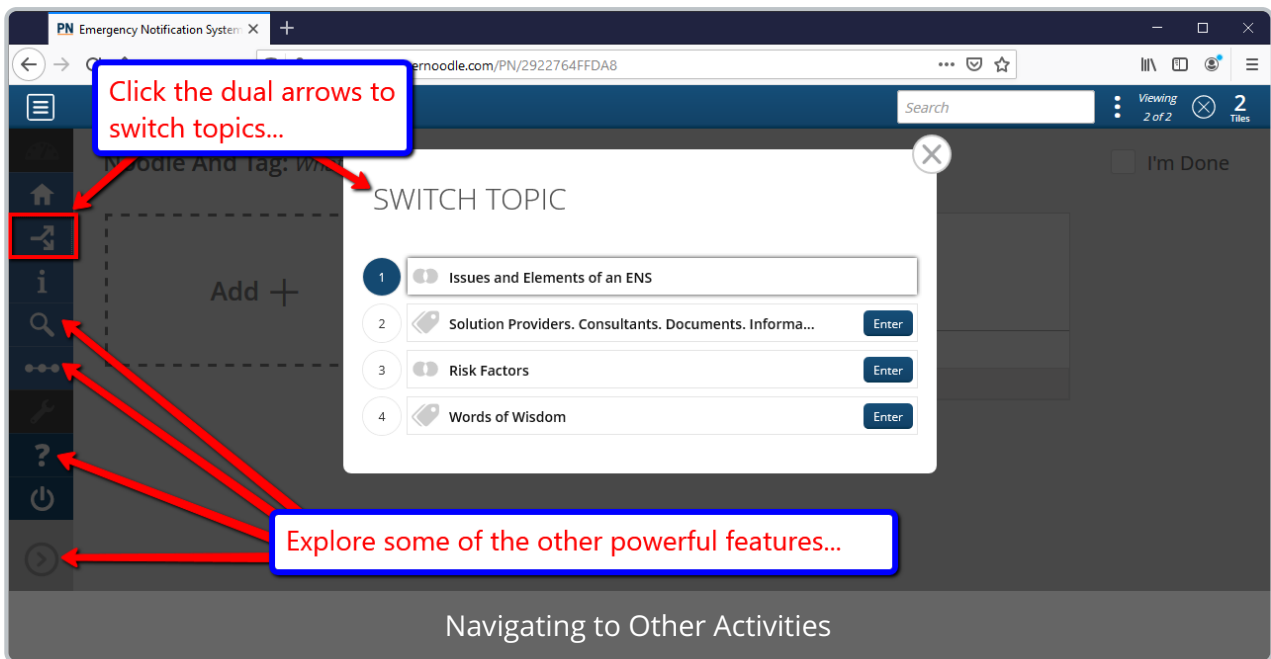 PN Emergency Notification System
ernoodle.com/PN/2922764FFDA8
Click the dual arrows to
switch topics...
Search
Viewing
2 of 2
2
Tiles
Noodle And Tag:
I'm Done
SWITCH TOPIC
Add +
1 Issues and Elements of an ENS
2 Solution Providers. Consultants. Documents. Informa... Enter
3 Risk Factors Enter
4 Words of Wisdom Enter
Explore some of the other powerful features...
Navigating to Other Activities